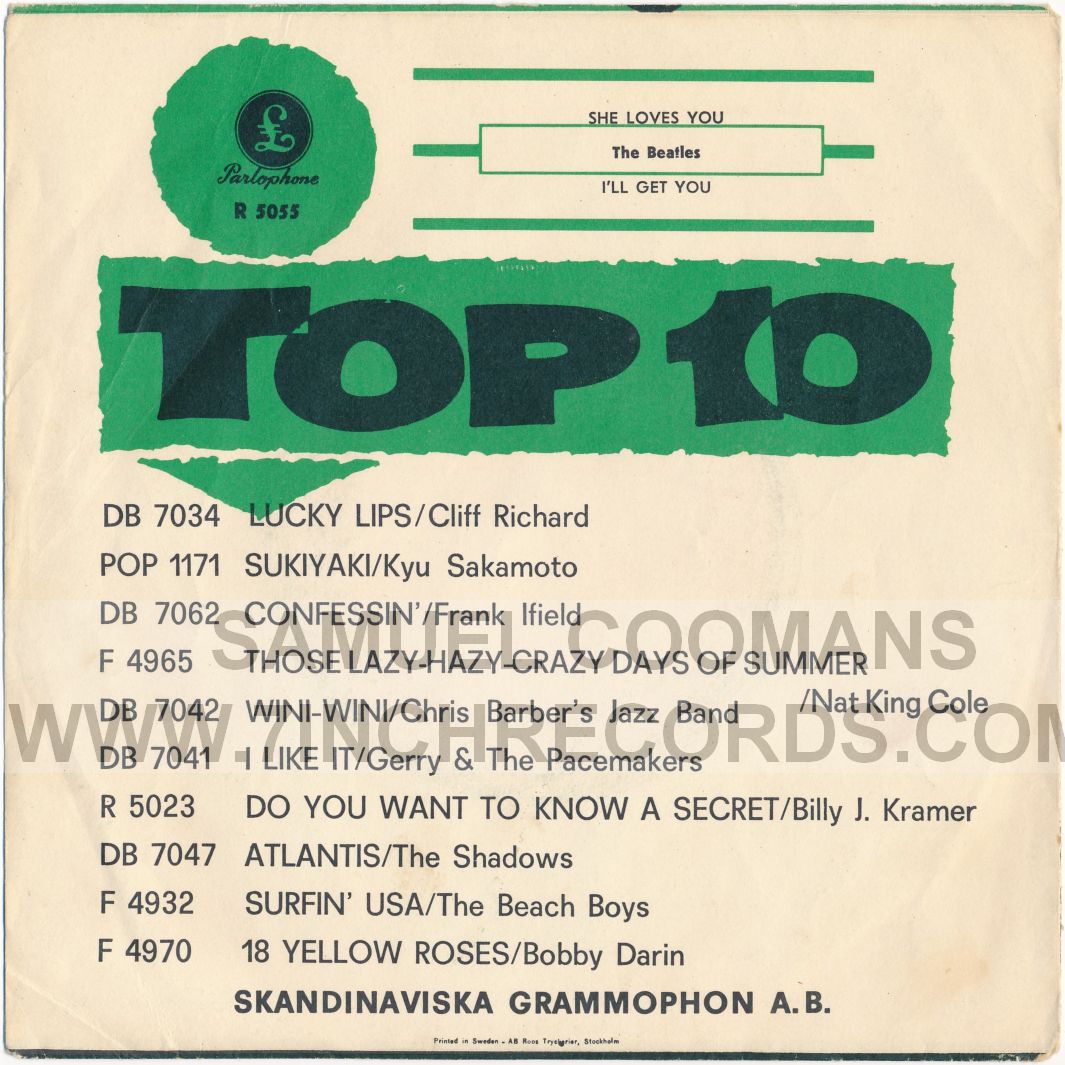 £
Parlophone
R 5055
SHE LOVES YOU
The Beatles
I'LL GET YOU
TOP 10
DB 7034 LUCKY LIPS/Cliff Richard
POP 1171 SUKIYAKI/Kyu Sakamoto
DB 7062 CONFESSIN'/Frank Ifield
F 4965 THOSE LAZY-HAZY-CRAZY DAYS OF SUMMER
/Nat King Cole
DB 7042 WINI-WINI/Chris Barber's Jazz Band
DB 7041 I LIKE IT/Gerry & The Pacemakers
R 5023 DO YOU WANT TO KNOW A SECRET/Billy J. Kramer
DB 7047 ATLANTIS/The Shadows
F 4932 SURFIN' USA/The Beach Boys
F 4970 18 YELLOW ROSES/Bobby Darin
SKANDINAVISKA GRAMMOPHON A.B.
Printed in Sweden - AB Roos Tryckerier, Stockholm
SAMUEL COOMANS
WWW.7INCHRECORDS.COM